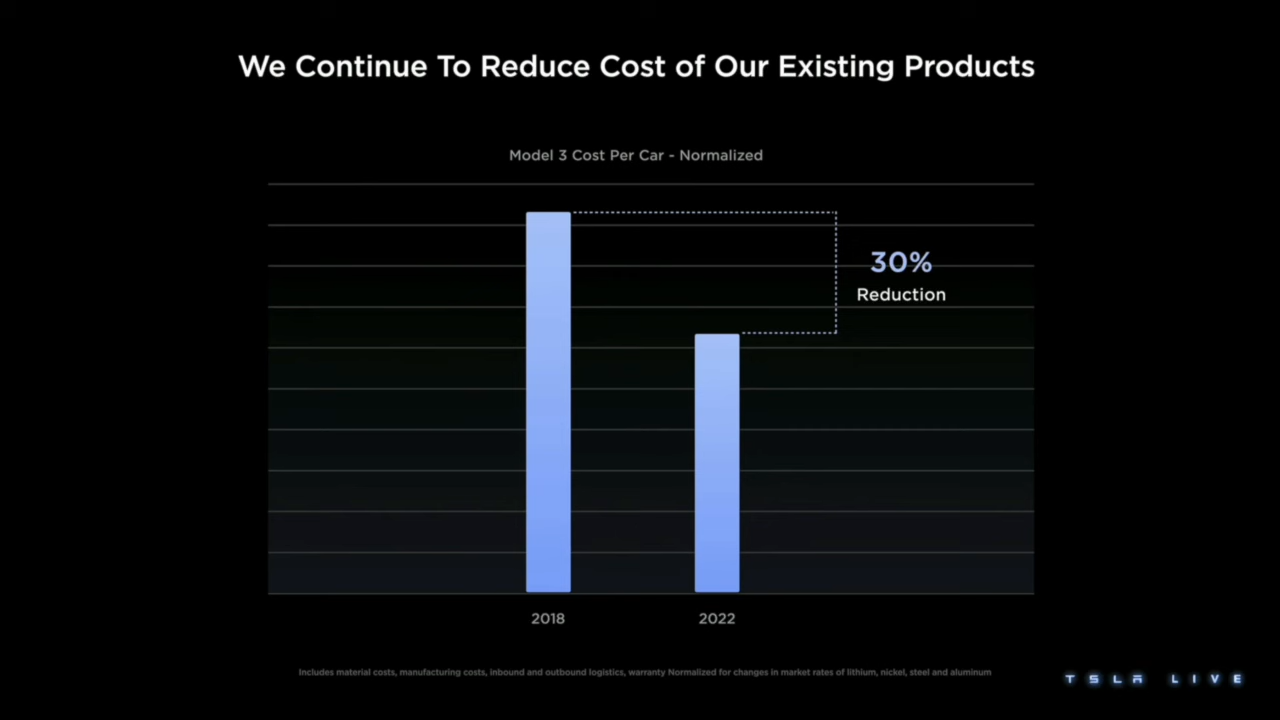 We Continue To Reduce Cost of Our Existing Products
Model 3 Cost Per Car - Normalized
30%
Reduction
2018
2022
Includes material costs, manufacturing costs, inbound and outbound logistics, warranty Normalized for changes in market rates of lithium, nickel, steel and aluminum
TSLA LIVE